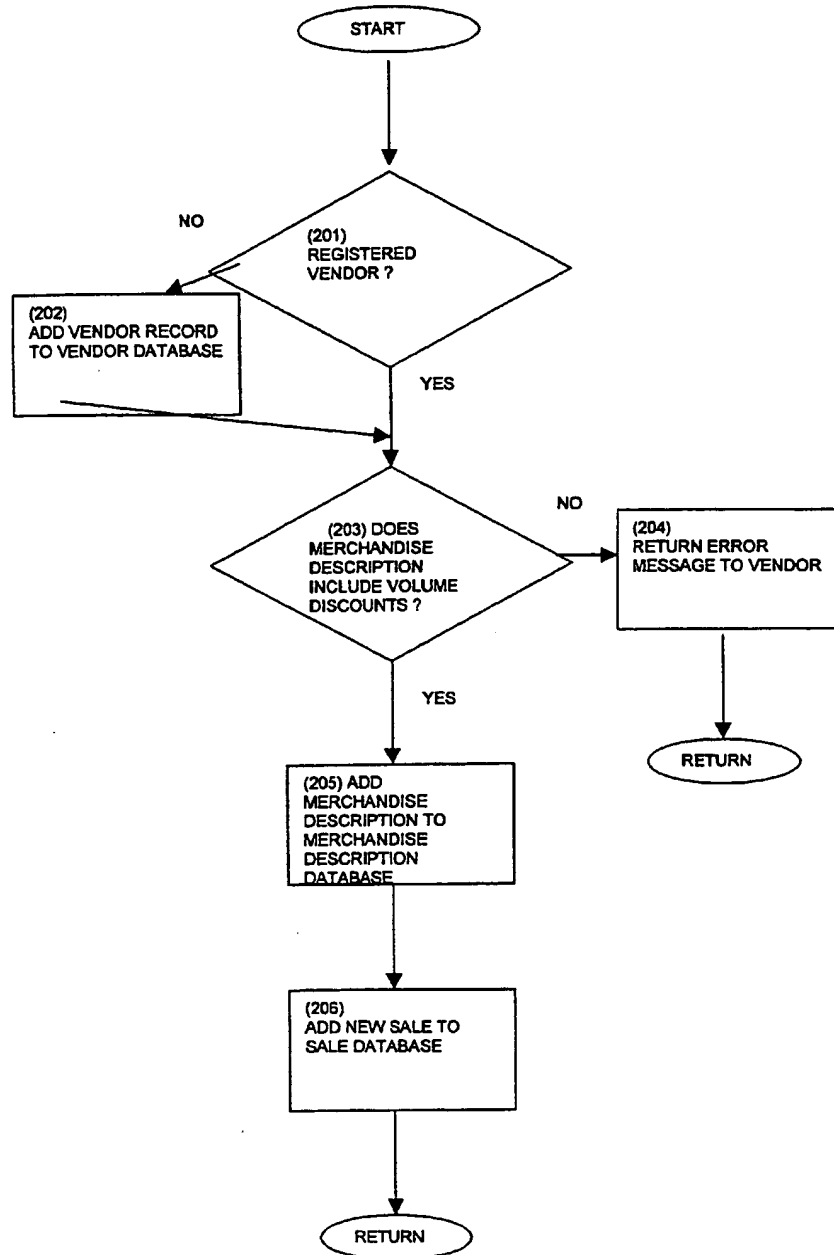 START
NO
(201)
REGISTERED
VENDOR ?
(202)
ADD VENDOR RECORD
TO VENDOR DATABASE
YES
NO
(203) DOES
MERCHANDISE
DESCRIPTION
INCLUDE VOLUME
DISCOUNTS ?
(204)
RETURN ERROR
MESSAGE TO VENDOR
YES
RETURN
(205) ADD
MERCHANDISE
DESCRIPTION TO
MERCHANDISE
DESCRIPTION
DATABASE
(206)
ADD NEW SALE TO
SALE DATABASE
RETURN